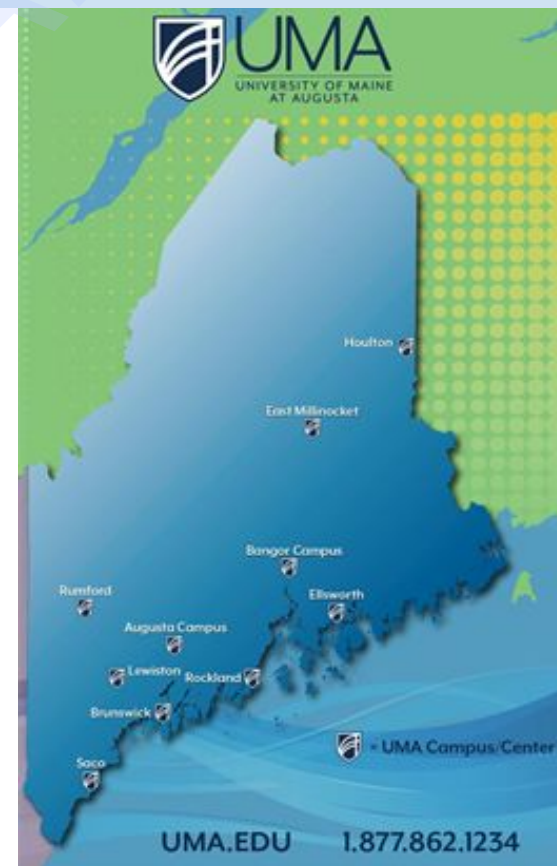 UMA
UNIVERSITY OF MAINE
AT AUGUSTA
Houlton
East Millinocket
Bangor Campus
Rumford
Ellsworth
Augusta Campus
Lewiston
Rockland
Brunswick
= UMA Campus/Center
Saco
UMA.EDU 1.877.862.1234